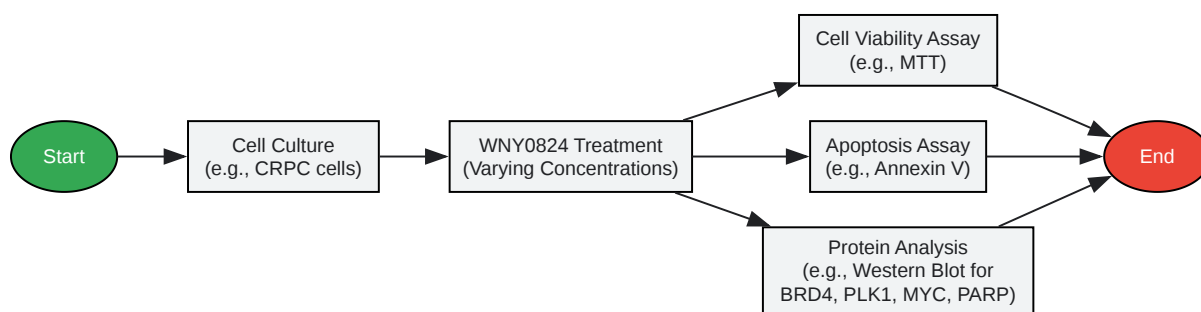 Start
Cell Culture
(e.g., CRPC cells)
WNY0824 Treatment
(Varying Concentrations)
Cell Viability Assay
(e.g., MTT)
Apoptosis Assay
(e.g., Annexin V)
Protein Analysis
(e.g., Western Blot for
BRD4, PLK1, MYC, PARP)
End